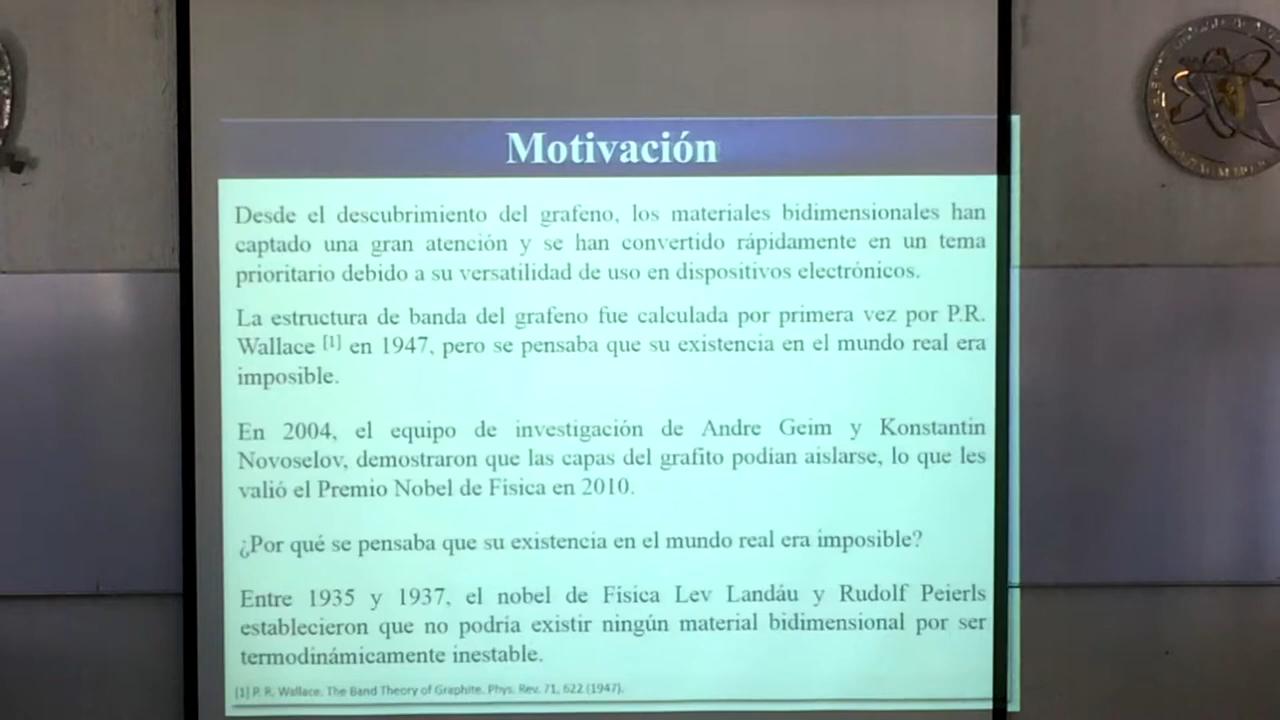 Motivación
Desde el descubrimiento del grafeno, los materiales bidimensionales han
captado una gran atención y se han convertido rápidamente en un tema
prioritario debido a su versatilidad de uso en dispositivos electrónicos.
La estructura de banda del grafeno fue calculada por primera vez por P.R.
Wallace [1] en 1947, pero se pensaba que su existencia en el mundo real era
imposible.
En 2004, el equipo de investigación de Andre Geim y Konstantin
Novoselov, demostraron que las capas del grafito podían aislarse, lo que les
valió el Premio Nobel de Física en 2010.
¿Por qué se pensaba que su existencia en el mundo real era imposible?
Entre 1935 y 1937, el nobel de Física Lev Landáu y Rudolf Peierls
establecieron que no podría existir ningún material bidimensional por ser
termodinámicamente inestable.
[1] P. R. Wallace. The Band Theory of Graphite. Phys. Rev. 71, 622 (1947).